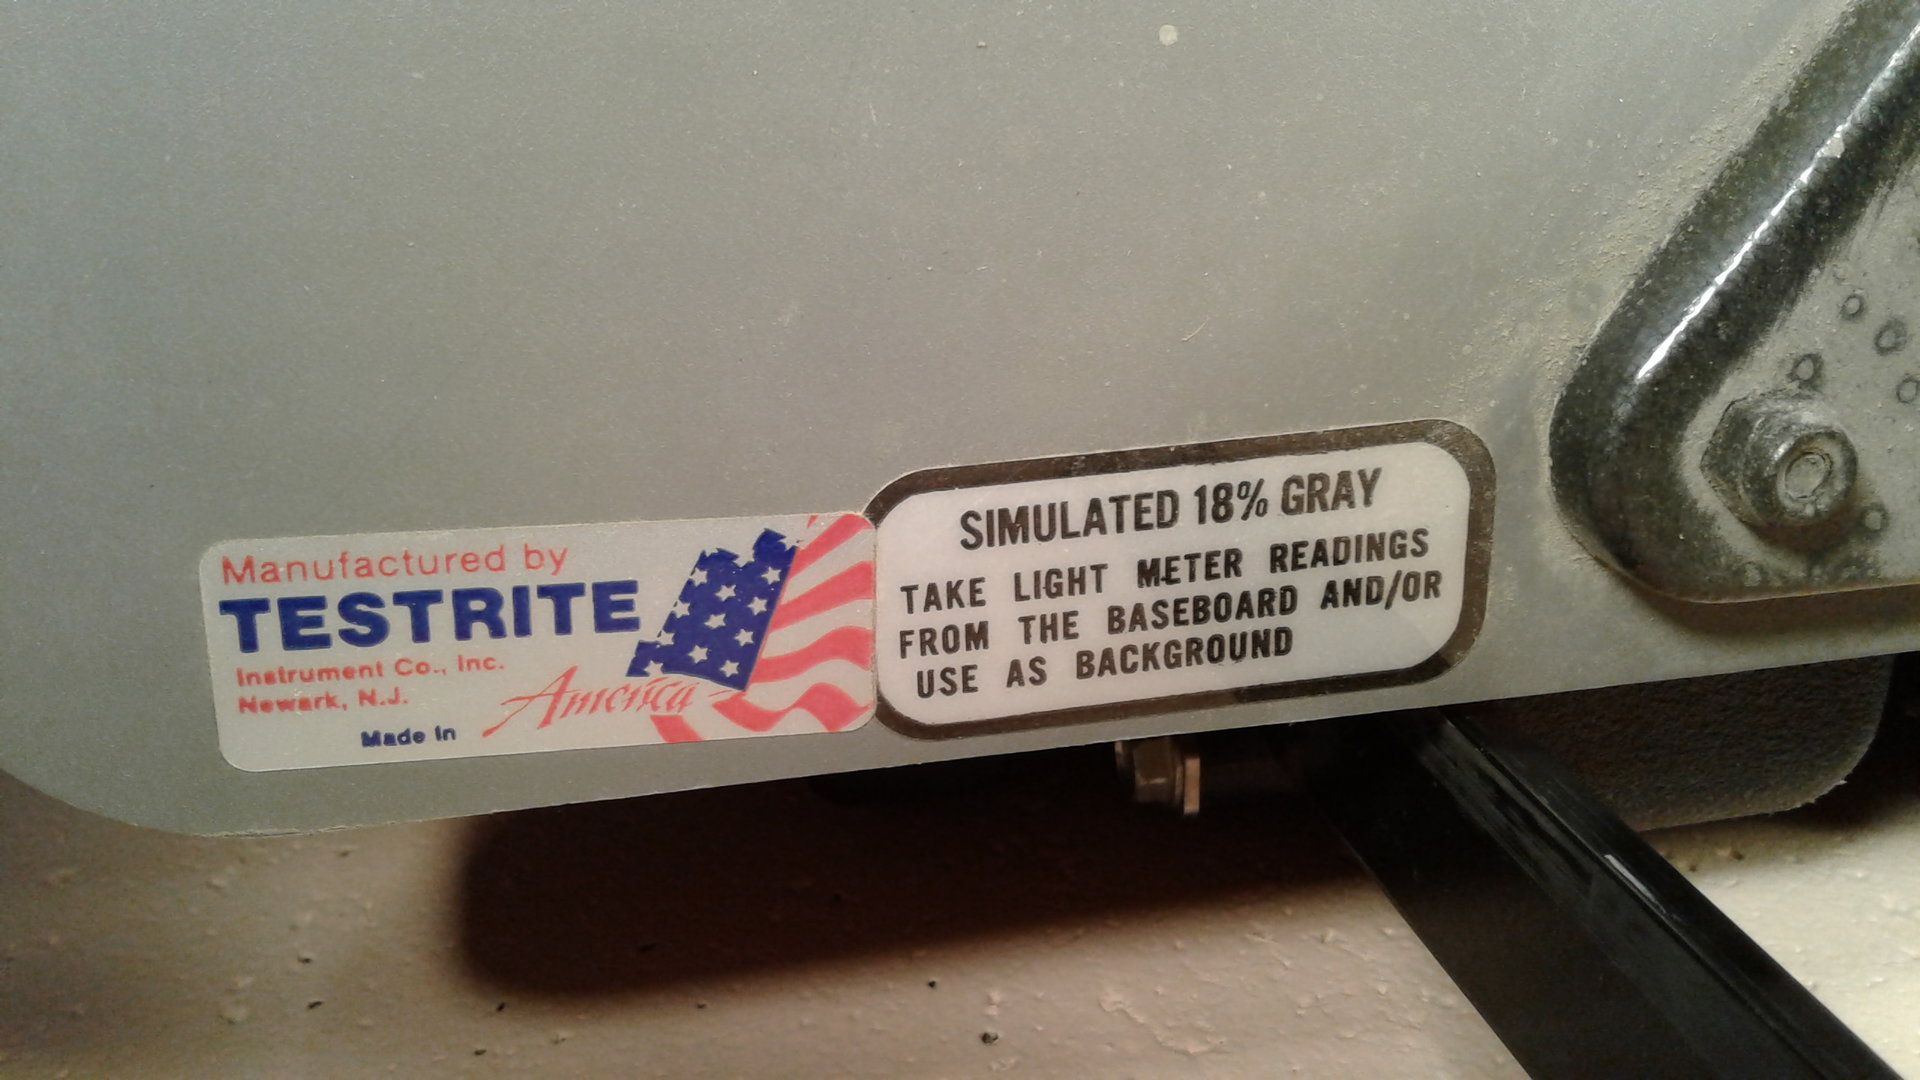 Manufactured by
TESTRITE
Instrument Co., Inc.
Newark, N.J.
Made In America
SIMULATED 18% GRAY
TAKE LIGHT METER READINGS
FROM THE BASEBOARD AND/OR
USE AS BACKGROUND